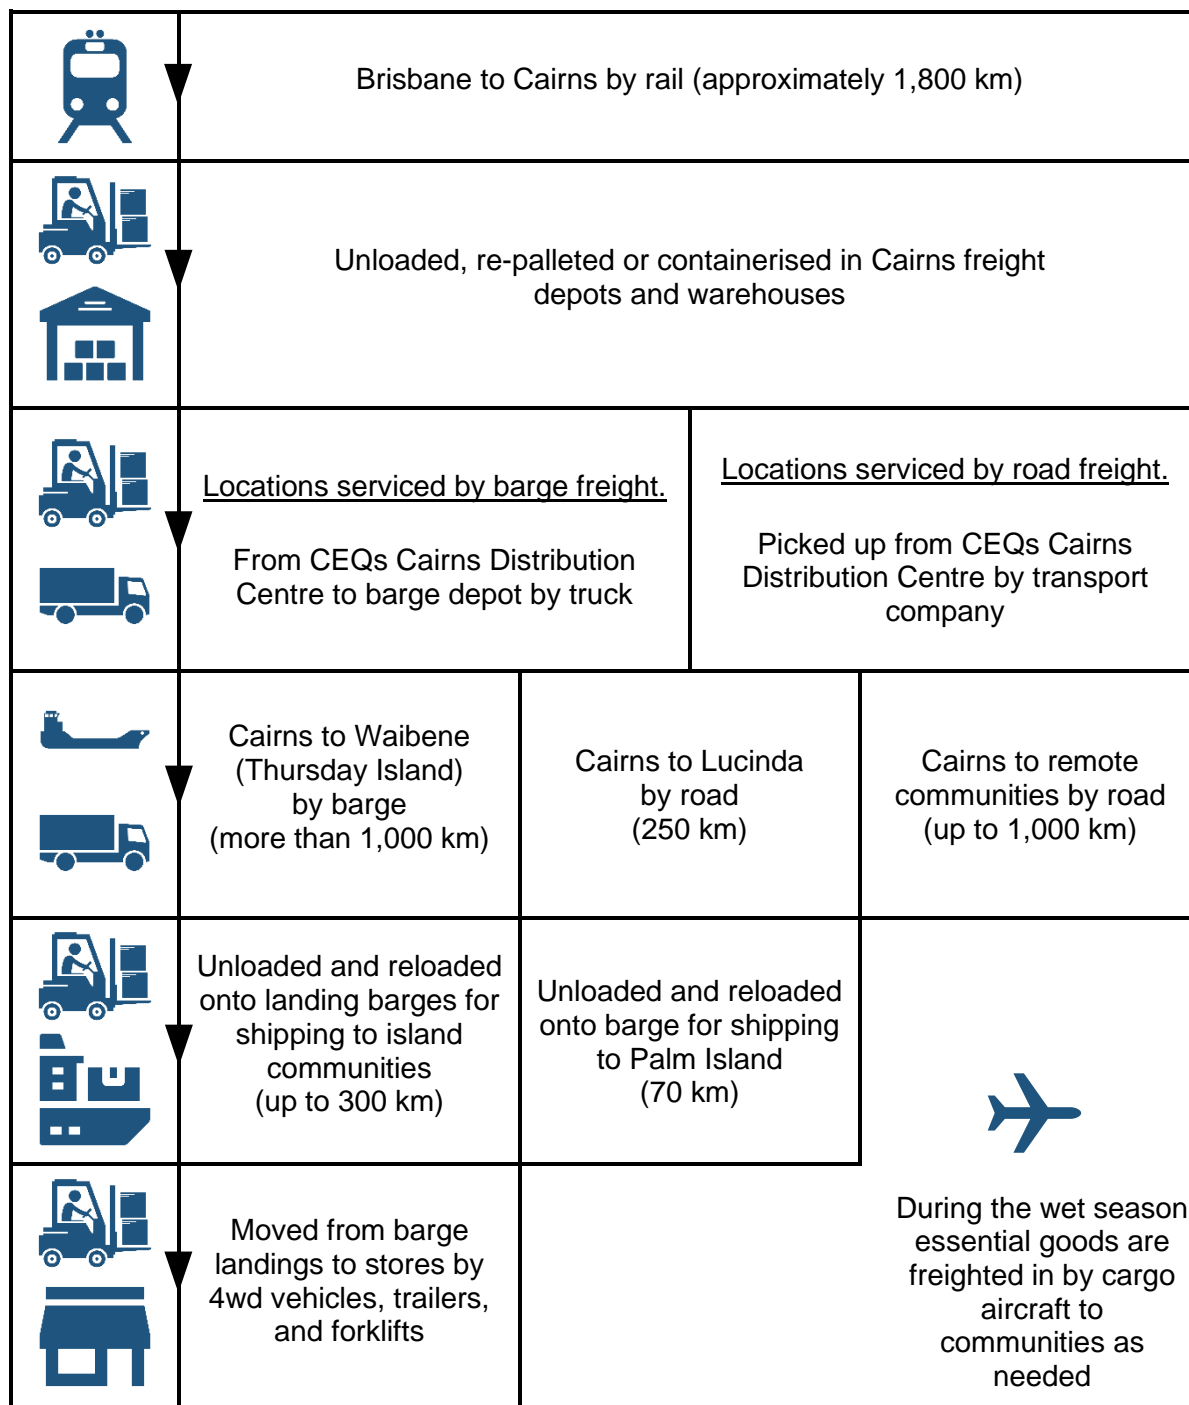 Brisbane to Cairns by rail (approximately 1,800 km)
Unloaded, re-palleted or containerised in Cairns freight
depots and warehouses
Locations serviced by barge freight.
From CEQs Cairns Distribution
Centre to barge depot by truck
Locations serviced by road freight.
Picked up from CEQs Cairns
Distribution Centre by transport
company
Cairns to Waibene
(Thursday Island)
by barge
(more than 1,000 km)
Cairns to Lucinda
by road
(250 km)
Cairns to remote
communities by road
(up to 1,000 km)
Unloaded and reloaded
onto landing barges for
shipping to island
communities
(up to 300 km)
Unloaded and reloaded
onto barge for shipping
to Palm Island
(70 km)
Moved from barge
landings to stores by
4wd vehicles, trailers,
and forklifts
During the wet season
essential goods are
freighted in by cargo
aircraft to
communities as
needed